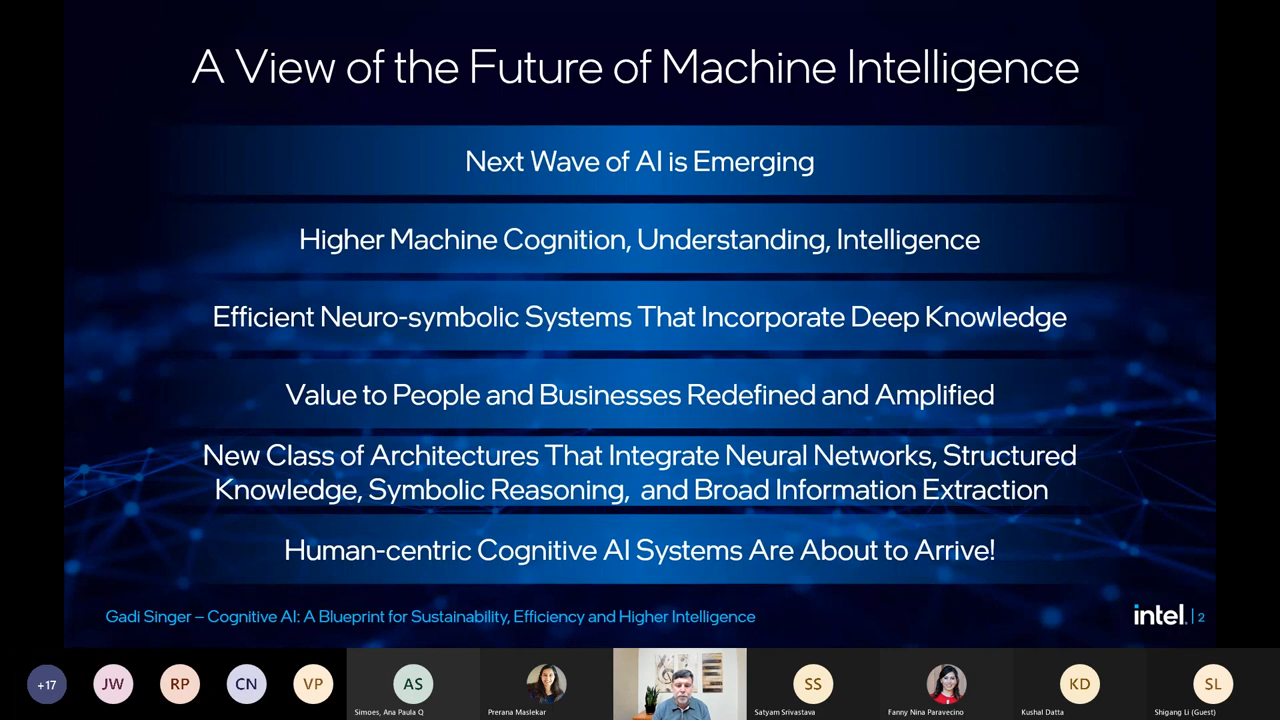 A View of the Future of Machine Intelligence
Next Wave of AI is Emerging
Higher Machine Cognition, Understanding, Intelligence
Efficient Neuro-symbolic Systems That Incorporate Deep Knowledge
Value to People and Businesses Redefined and Amplified
New Class of Architectures That Integrate Neural Networks, Structured
Knowledge, Symbolic Reasoning, and Broad Information Extraction
Human-centric Cognitive AI Systems Are About to Arrive!
Gadi Singer – Cognitive AI: A Blueprint for Sustainability, Efficiency and Higher Intelligence
intel. | 2
+17 JW RP CN VP AS SS KD SL
Simoes, Ana Paula Q Prerana Maslekar Satyam Srivastava Fanny Nina Paravecino Kushal Datta Shigang Li (Guest)